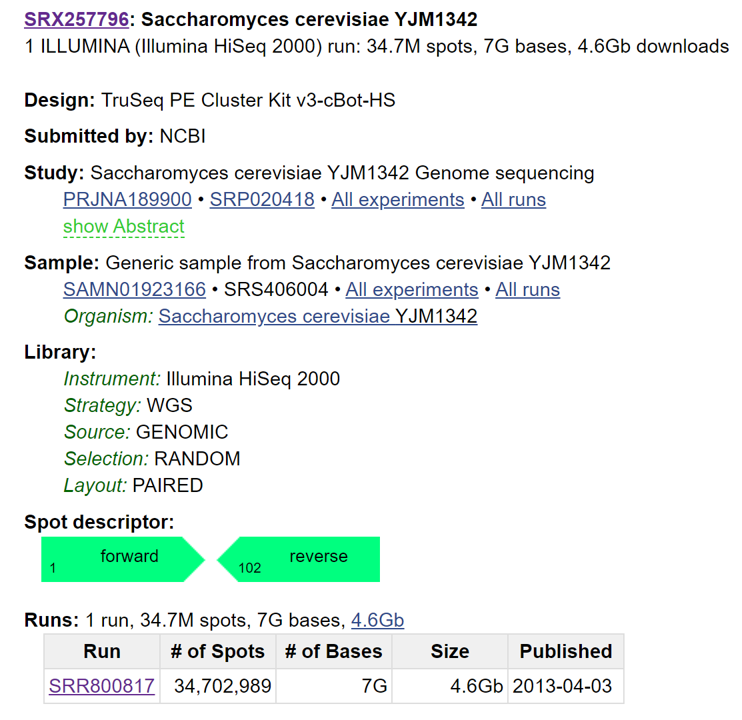 SRX257796: Saccharomyces cerevisiae YJM1342
1 ILLUMINA (Illumina HiSeq 2000) run: 34.7M spots, 7G bases, 4.6Gb downloads
Design: TruSeq PE Cluster Kit v3-cBot-HS
Submitted by: NCBI
Study: Saccharomyces cerevisiae YJM1342 Genome sequencing
PRJNA189900 • SRP020418 • All experiments • All runs
show Abstract
Sample: Generic sample from Saccharomyces cerevisiae YJM1342
SAMN01923166 • SRS406004 • All experiments • All runs
Organism: Saccharomyces cerevisiae YJM1342
Library:
Instrument: Illumina HiSeq 2000
Strategy: WGS
Source: GENOMIC
Selection: RANDOM
Layout: PAIRED
Spot descriptor:
1 forward 102 reverse
Runs: 1 run, 34.7M spots, 7G bases, 4.6Gb
Run # of Spots # of Bases Size Published
SRR800817 34,702,989 7G 4.6Gb 2013-04-03